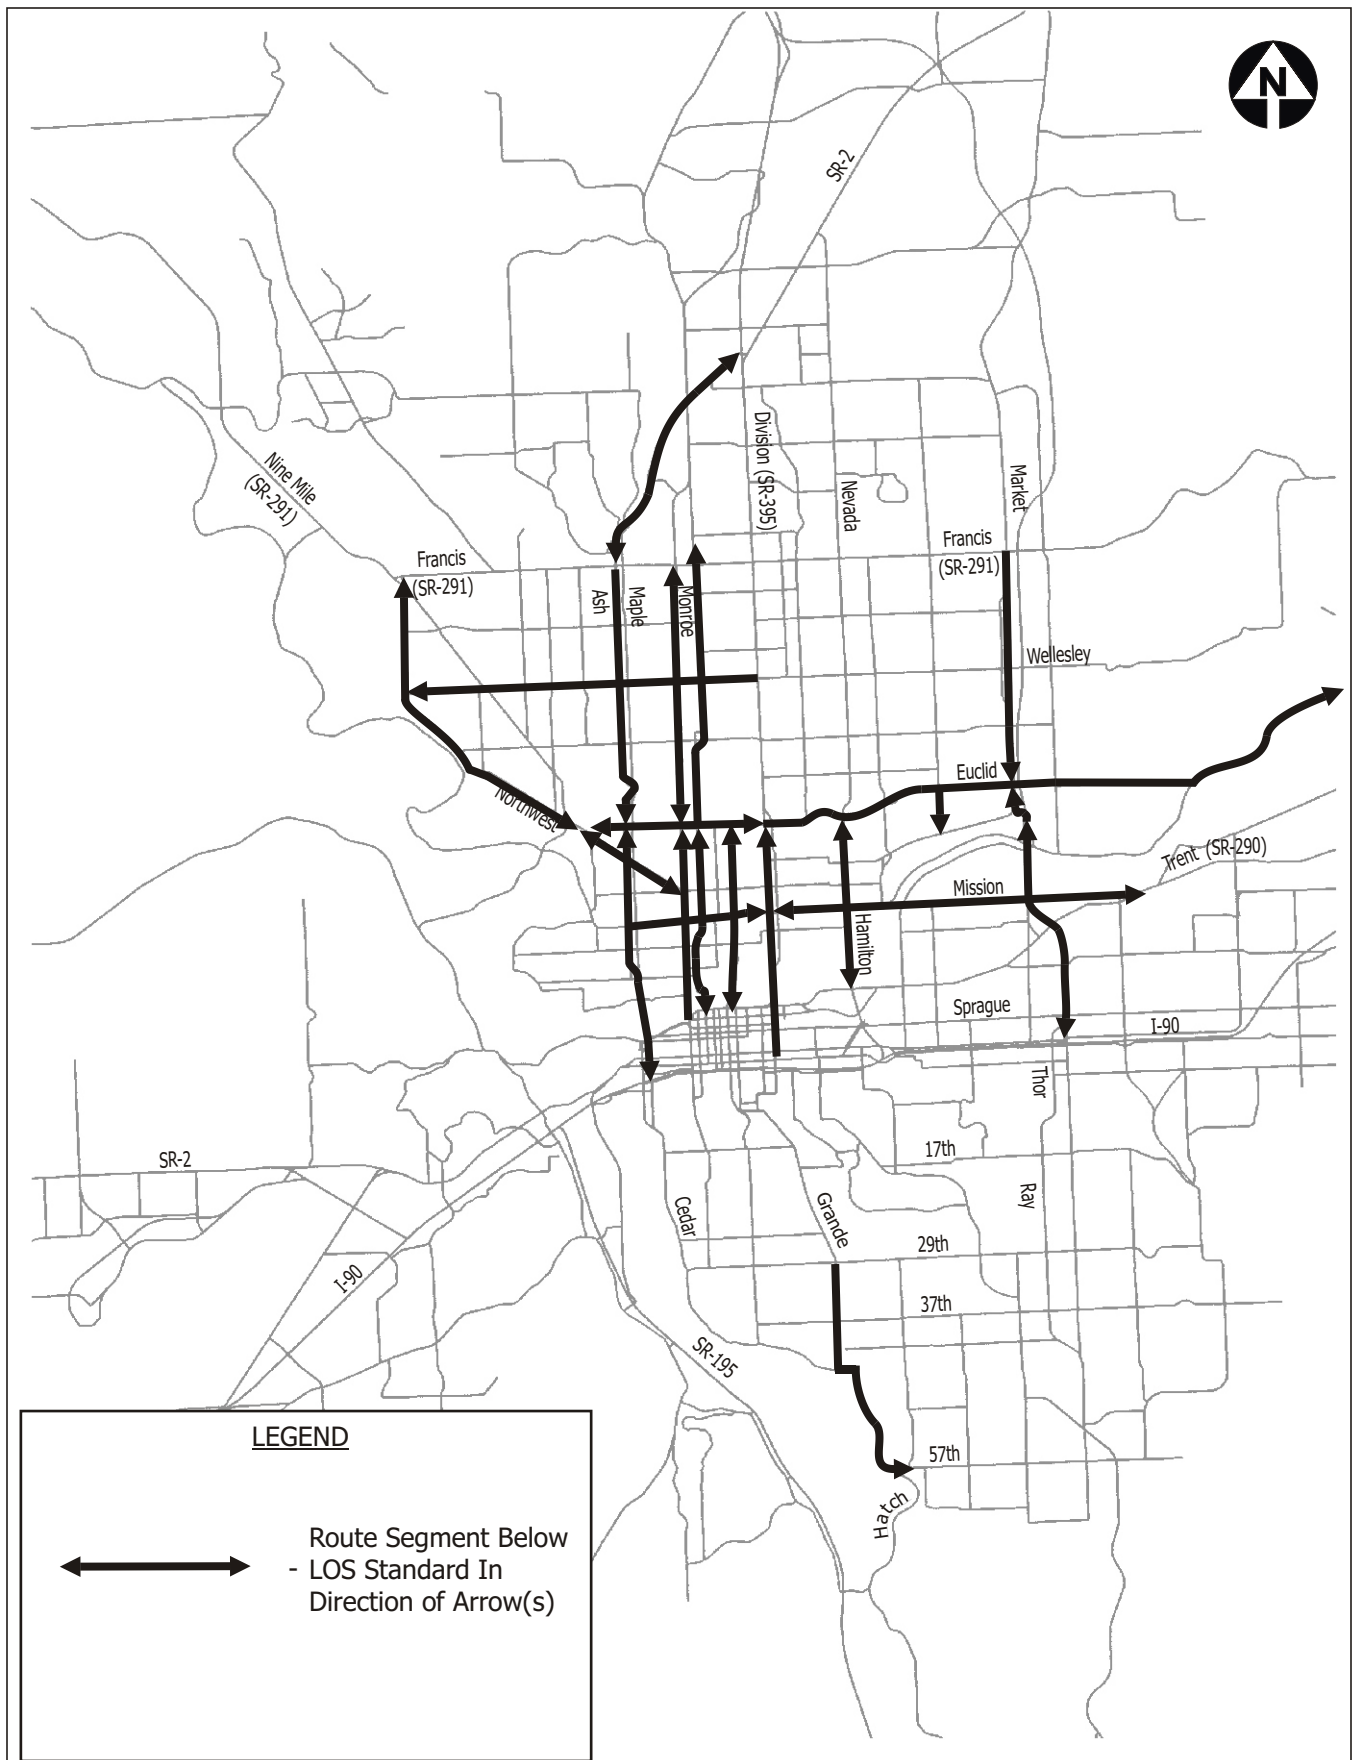 N
SR-2
Division (SR-395)
Nine Mile
(SR-291)
Nevada
Market
Francis
(SR-291)
Francis
(SR-291)
Ash
Maple
Monroe
Wellesley
Euclid
Northwest
Trent (SR-290)
Mission
Hamilton
Sprague
I-90
Thor
17th
SR-2
Cedar
Grande
Ray
29th
I-90
37th
SR-195
57th
Hatch
LEGEND
Route Segment Below
- LOS Standard In
Direction of Arrow(s)